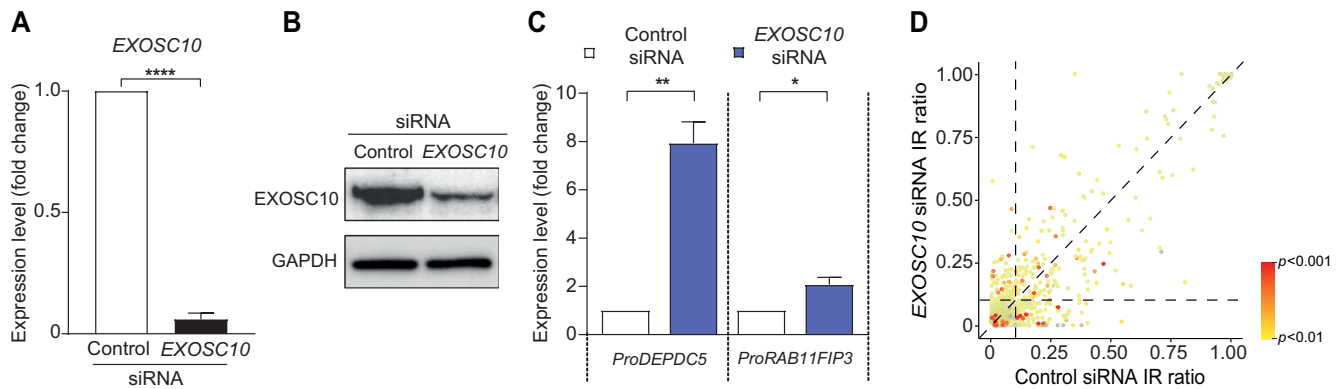 A
EXOSC10
****
Expression level (fold change)
1.0
0.5
0
Control EXOSC10
siRNA
B
siRNA
Control EXOSC10
EXOSC10
GAPDH
C
Control siRNA
EXOSC10 siRNA
**
*
Expression level (fold change)
10
8
6
4
2
0
ProDEPDC5
ProRAB11FIP3
D
EXOSC10 siRNA IR ratio
1.00
0.75
0.50
0.25
0
0 0.25 0.50 0.75 1.00
Control siRNA IR ratio
p<0.001
p<0.01